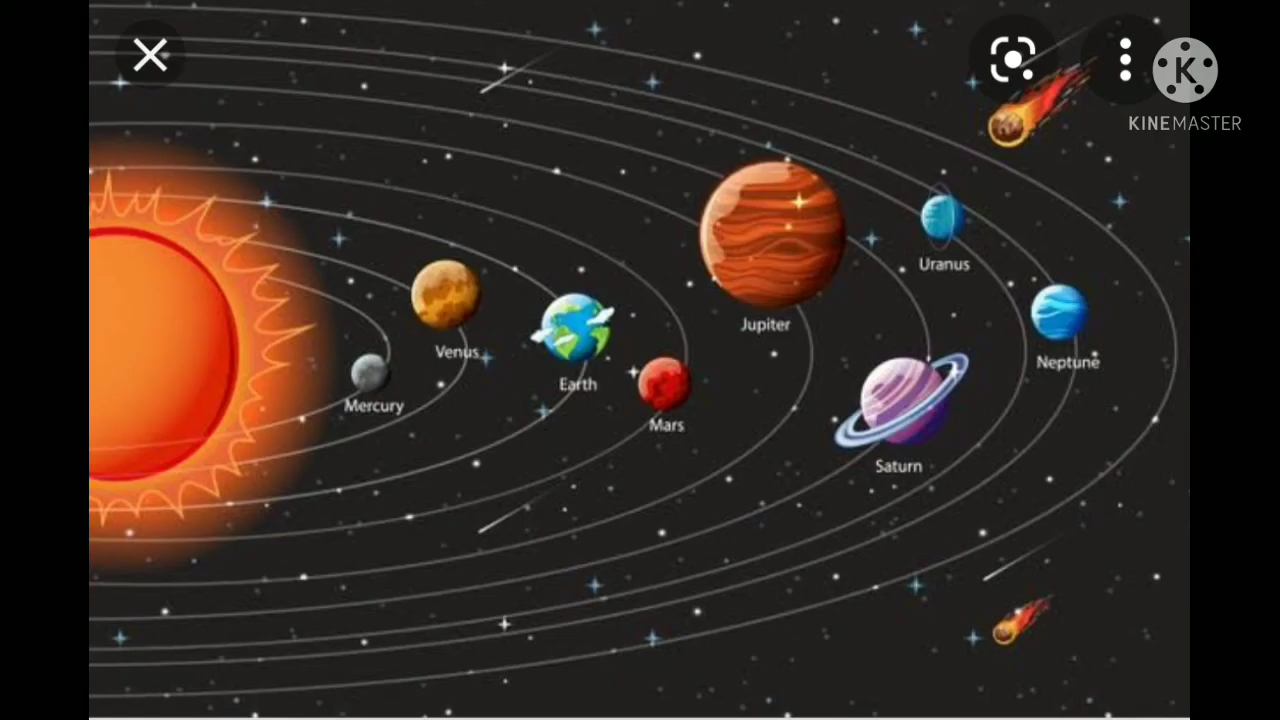 K
KINEMASTER
Uranus
Jupiter
Venus
Neptune
Earth
Mercury
Mars
Saturn